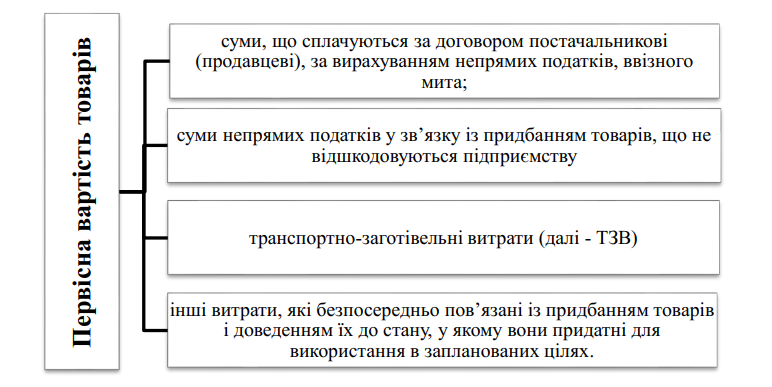 Первісна вартість товарів
суми, що сплачуються за договором постачальникові
(продавцеві), за вирахуванням непрямих податків, ввізного
мита;
суми непрямих податків у зв’язку із придбанням товарів, що не
відшкодовуються підприємству
транспортно-заготівельні витрати (далі - ТЗВ)
інші витрати, які безпосередньо пов’язані із придбанням товарів
і доведенням їх до стану, у якому вони придатні для
використання в запланованих цілях.